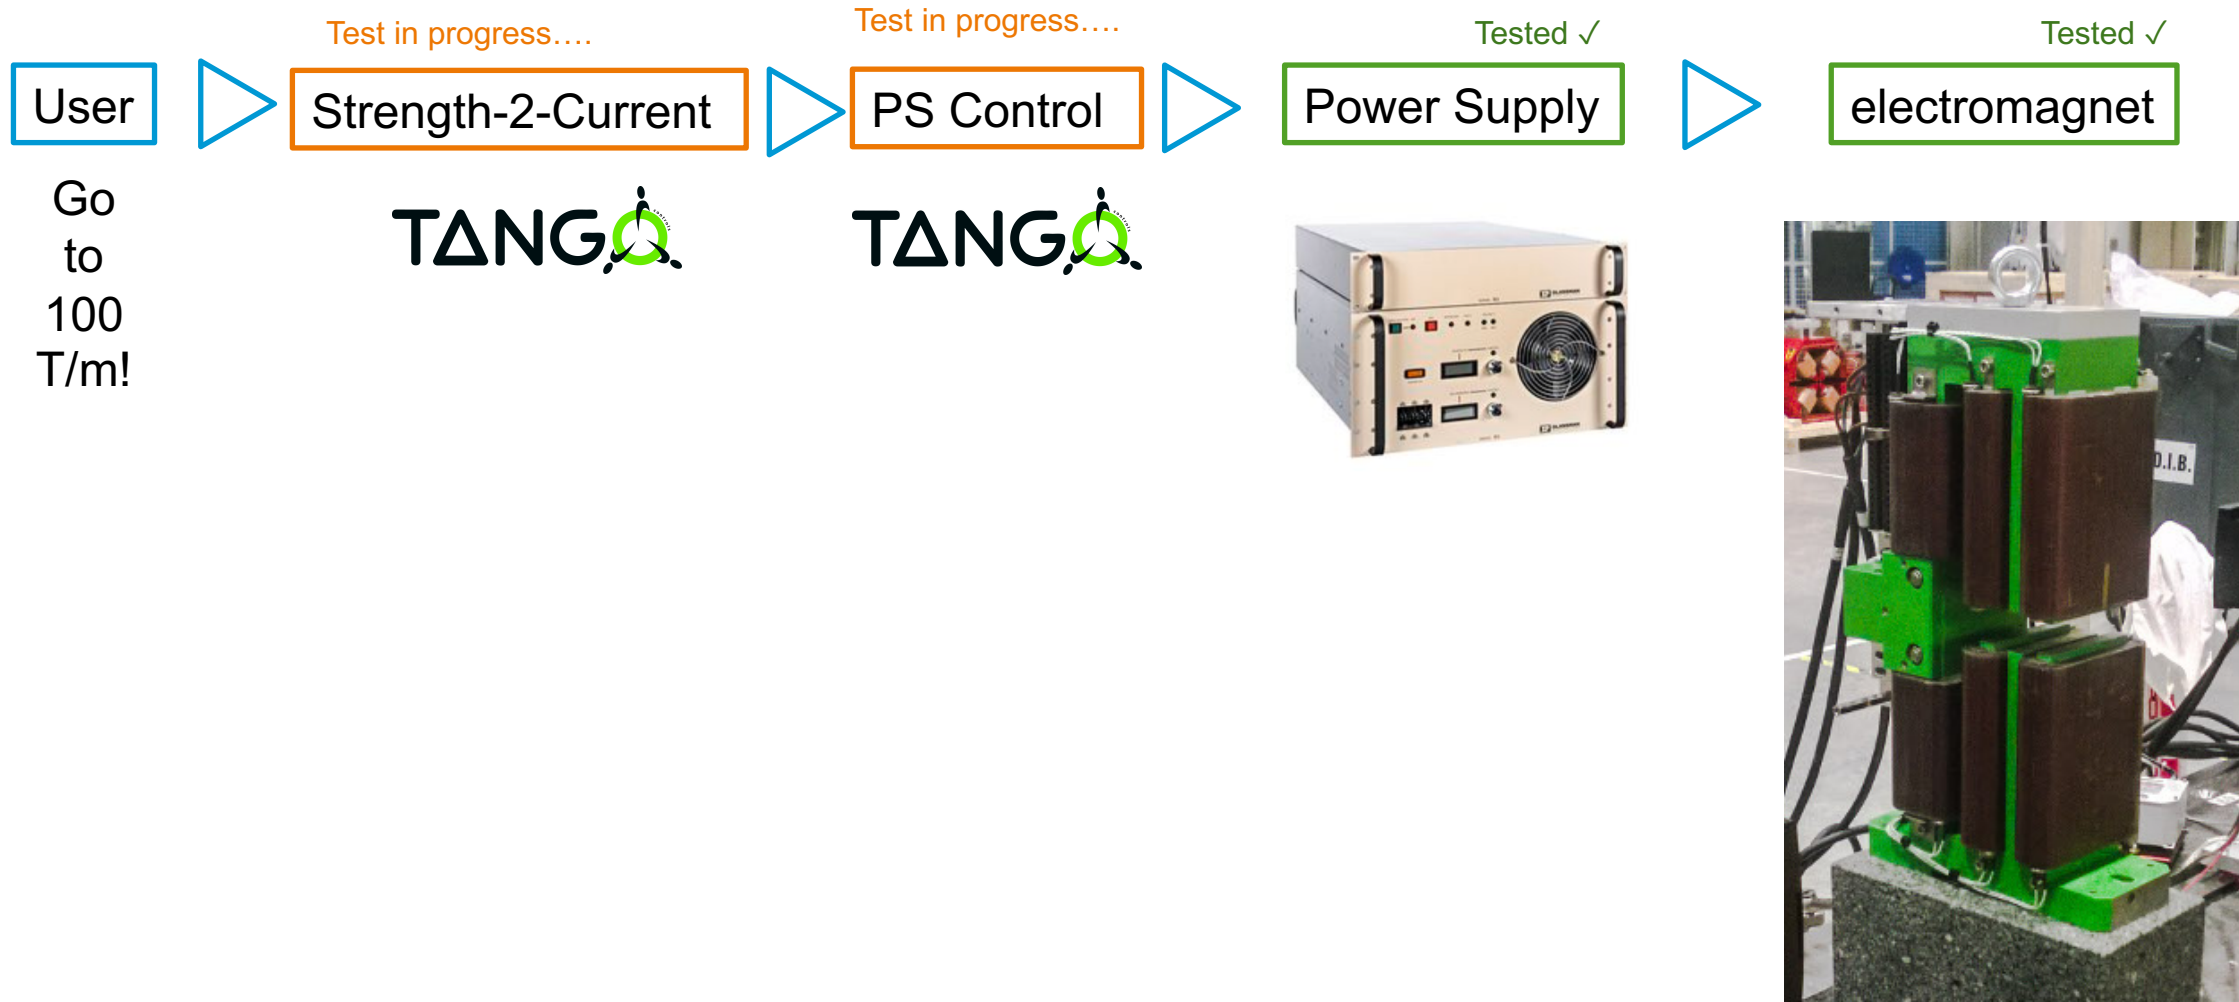 Test in progress....
Test in progress....
Tested ✓
Tested ✓
User
Strength-2-Current
PS Control
Power Supply
electromagnet
Go
to
100
T/m!
TANGO
TANGO
D.I.B.